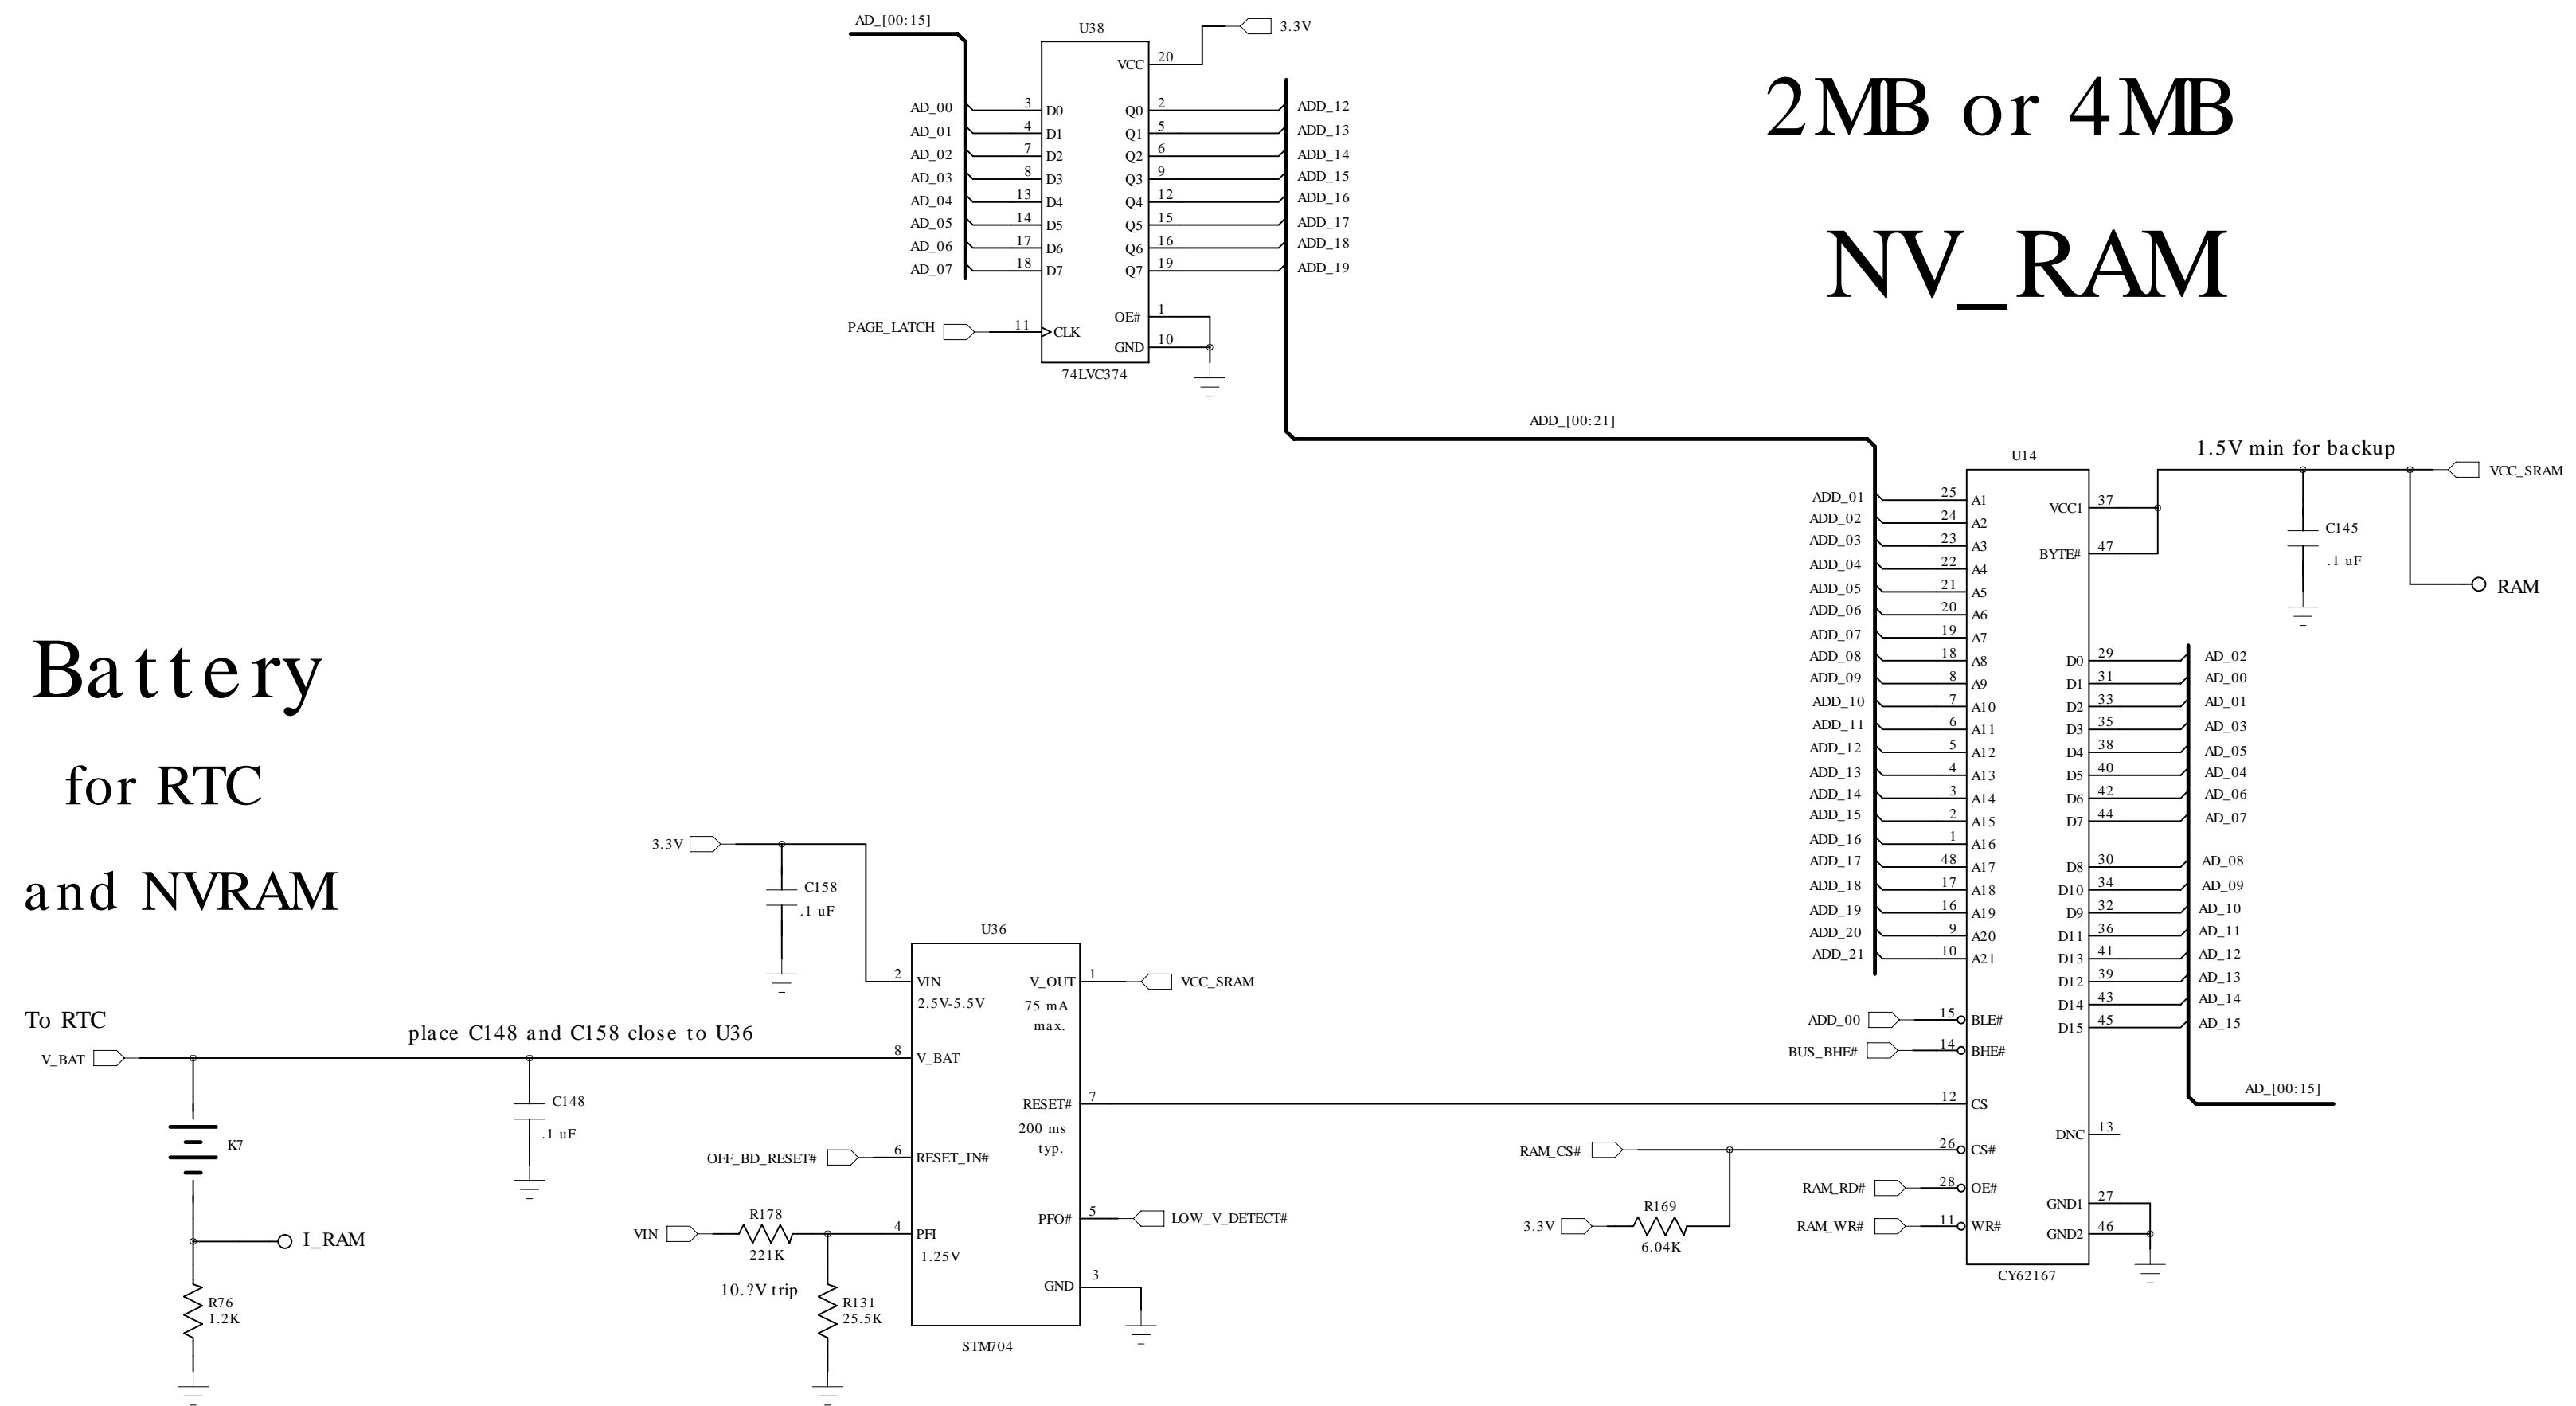 AD_[00:15]
U38
3.3V
VCC
20
AD_00
3
D0
Q0
2
ADD_12
AD_01
4
D1
Q1
5
ADD_13
AD_02
7
D2
Q2
6
ADD_14
AD_03
8
D3
Q3
9
ADD_15
AD_04
13
D4
Q4
12
ADD_16
AD_05
14
D5
Q5
15
ADD_17
AD_06
17
D6
Q6
16
ADD_18
AD_07
18
D7
Q7
19
ADD_19
OE#
1
PAGE_LATCH
11
CLK
GND
10
74LVC374
2MB or 4MB
NV_RAM
ADD_[00:21]
1.5V min for backup
U14
VCC_SRAM
ADD_01
25
A1
ADD_02
24
A2
ADD_03
23
A3
ADD_04
22
A4
ADD_05
21
A5
ADD_06
20
A6
ADD_07
19
A7
ADD_08
18
A8
ADD_09
8
A9
ADD_10
7
A10
ADD_11
6
A11
ADD_12
5
A12
ADD_13
4
A13
ADD_14
3
A14
ADD_15
2
A15
ADD_16
1
A16
ADD_17
48
A17
ADD_18
17
A18
ADD_19
16
A19
ADD_20
9
A20
ADD_21
10
A21
ADD_00
15
BLE#
BUS_BHE#
14
BHE#
12
CS
RAM_CS#
26
CS#
RAM_RD#
28
OE#
RAM_WR#
11
WR#
3.3V
R169
6.04K
VCC1
37
BYTE#
47
C145
.1 uF
RAM
D0
29
AD_02
D1
31
AD_00
D2
33
AD_01
D3
35
AD_03
D4
38
AD_05
D5
40
AD_04
D6
42
AD_06
D7
44
AD_07
D8
30
AD_08
D10
34
AD_09
D9
32
AD_10
D11
36
AD_11
D13
41
AD_12
D12
39
AD_13
D14
43
AD_14
D15
45
AD_15
AD_[00:15]
DNC
13
GND1
27
GND2
46
CY62167
Battery
for RTC
and NVRAM
3.3V
C158
.1 uF
U36
2
VIN
2.5V-5.5V
V_OUT
1
VCC_SRAM
75 mA
max.
To RTC
place C148 and C158 close to U36
V_BAT
8
V_BAT
C148
.1 uF
RESET#
7
200 ms
typ.
K7
OFF_BD_RESET#
6
RESET_IN#
VIN
R178
221K
4
PFI
1.25V
PFO#
5
LOW_V_DETECT#
I_RAM
10.?V trip
R131
25.5K
GND
3
R76
1.2K
STM704